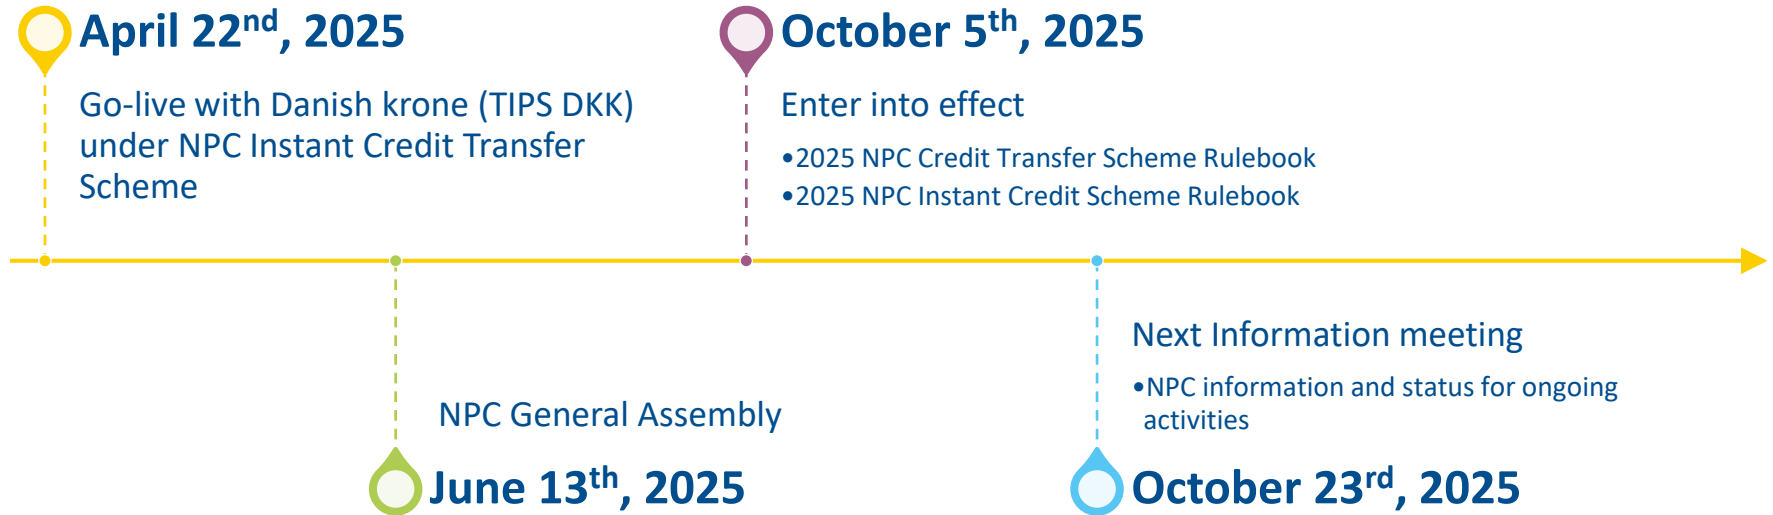 April 22nd, 2025
Go-live with Danish krone (TIPS DKK)
under NPC Instant Credit Transfer
Scheme
NPC General Assembly
June 13th, 2025
October 5th, 2025
Enter into effect
•2025 NPC Credit Transfer Scheme Rulebook
•2025 NPC Instant Credit Scheme Rulebook
Next Information meeting
•NPC information and status for ongoing
activities
October 23rd, 2025